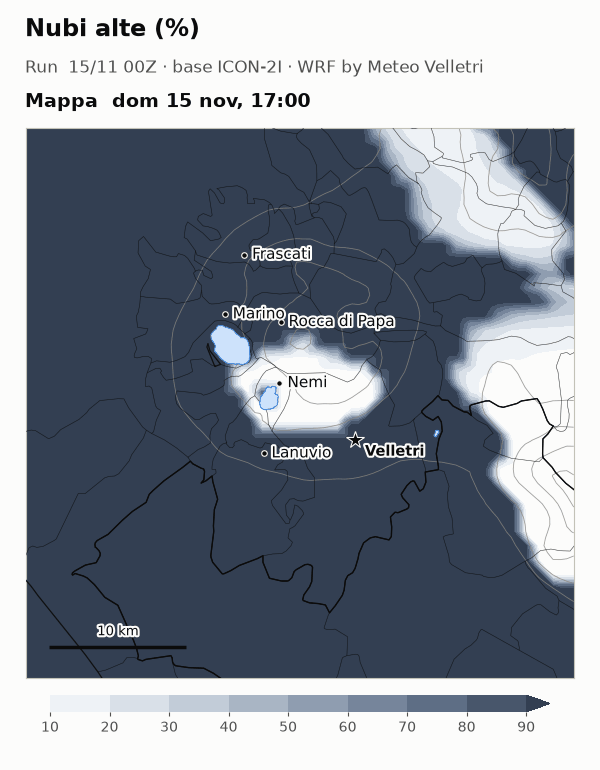 Nubi alte (%)
Run  15/11 00Z · base ICON-2I · WRF by Meteo Velletri
Mappa  dom 15 nov, 17:00
Frascati
Marino
Rocca di Papa
Nemi
Velletri
Lanuvio
10 km
10 20 30 40 50 60 70 80 90